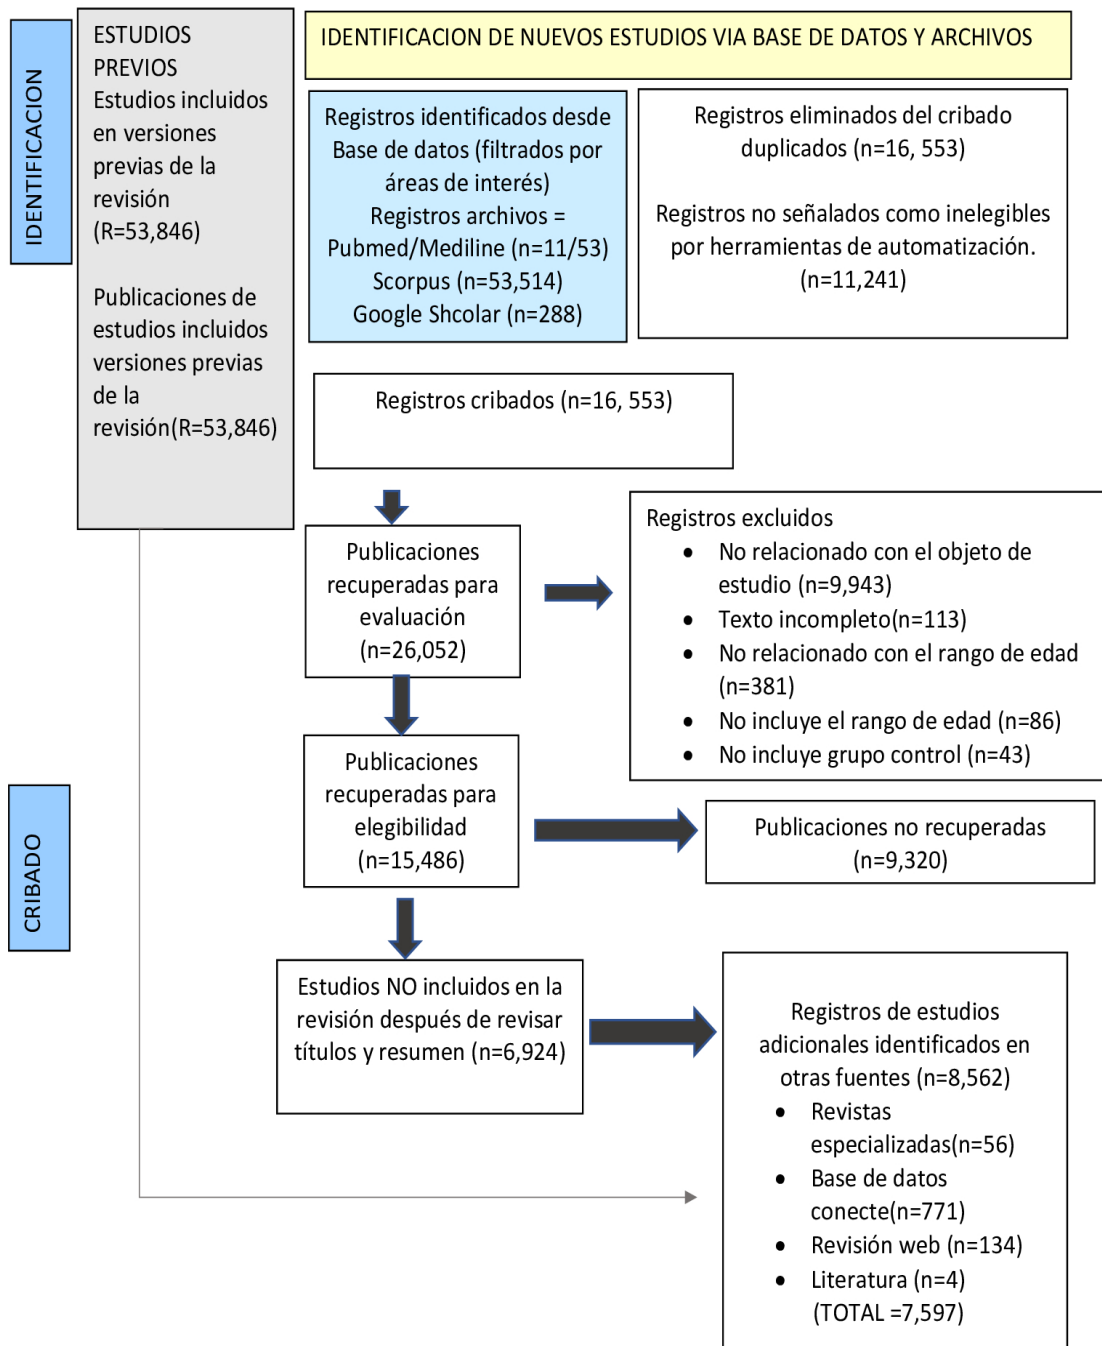 IDENTIFICACION
ESTUDIOS
PREVIOS
Estudios incluidos
en versiones
previas de la
revisión
(R=53,846)
Publicaciones de
estudios incluidos
versiones previas
de la
revisión(R=53,846)
IDENTIFICACION DE NUEVOS ESTUDIOS VIA BASE DE DATOS Y ARCHIVOS
Registros identificados desde
Base de datos (filtrados por
áreas de interés)
Registros archivos =
Pubmed/Mediline (n=11/53)
Scorpus (n=53,514)
Google Shcolar (n=288)
Registros eliminados del cribado
duplicados (n=16, 553)
Registros no señalados como inelegibles
por herramientas de automatización.
(n=11,241)
Registros cribados (n=16, 553)
Publicaciones
recuperadas para
evaluación
(n=26,052)
Registros excluidos
• No relacionado con el objeto de
estudio (n=9,943)
• Texto incompleto(n=113)
• No relacionado con el rango de edad
(n=381)
• No incluye el rango de edad (n=86)
• No incluye grupo control (n=43)
CRIBADO
Publicaciones
recuperadas para
elegibilidad
(n=15,486)
Publicaciones no recuperadas
(n=9,320)
Estudios NO incluidos en la
revisión después de revisar
títulos y resumen (n=6,924)
Registros de estudios
adicionales identificados en
otras fuentes (n=8,562)
• Revistas
especializadas(n=56)
• Base de datos
conecte(n=771)
• Revisión web (n=134)
• Literatura (n=4)
(TOTAL =7,597)